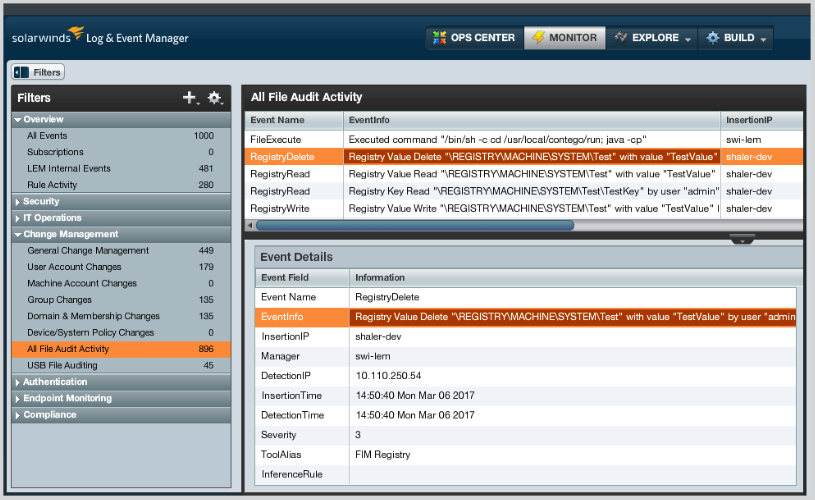 solarwinds Log & Event Manager
OPS CENTER MONITOR EXPLORE BUILD
Filters
Filters
Overview
All Events 1000
Subscriptions 0
LEM Internal Events 481
Rule Activity 280
Security
IT Operations
Change Management
General Change Management 449
User Account Changes 179
Machine Account Changes 0
Group Changes 135
Domain & Membership Changes 135
Device/System Policy Changes 0
All File Audit Activity 896
USB File Auditing 45
Authentication
Endpoint Monitoring
Compliance
All File Audit Activity
Event Name EventInfo InsertionIP
FileExecute Executed command "/bin/sh -c cd /usr/local/contego/run; java -cp" swi-lem
RegistryDelete Registry Value Delete "\REGISTRY\MACHINE\SYSTEM\Test" with value "TestValue" shaler-dev
RegistryRead Registry Value Read "\REGISTRY\MACHINE\SYSTEM\Test" with value "TestValue" shaler-dev
RegistryRead Registry Key Read "\REGISTRY\MACHINE\SYSTEM\Test\TestKey" by user "admin" shaler-dev
RegistryWrite Registry Value Write "\REGISTRY\MACHINE\SYSTEM\Test" with value "TestValue" shaler-dev
Event Details
Event Field Information
Event Name RegistryDelete
EventInfo Registry Value Delete "\REGISTRY\MACHINE\SYSTEM\Test" with value "TestValue" by user "admin
InsertionIP shaler-dev
Manager swi-lem
DetectionIP 10.110.250.54
InsertionTime 14:50:40 Mon Mar 06 2017
DetectionTime 14:50:40 Mon Mar 06 2017
Severity 3
ToolAlias FIM Registry
InferenceRule